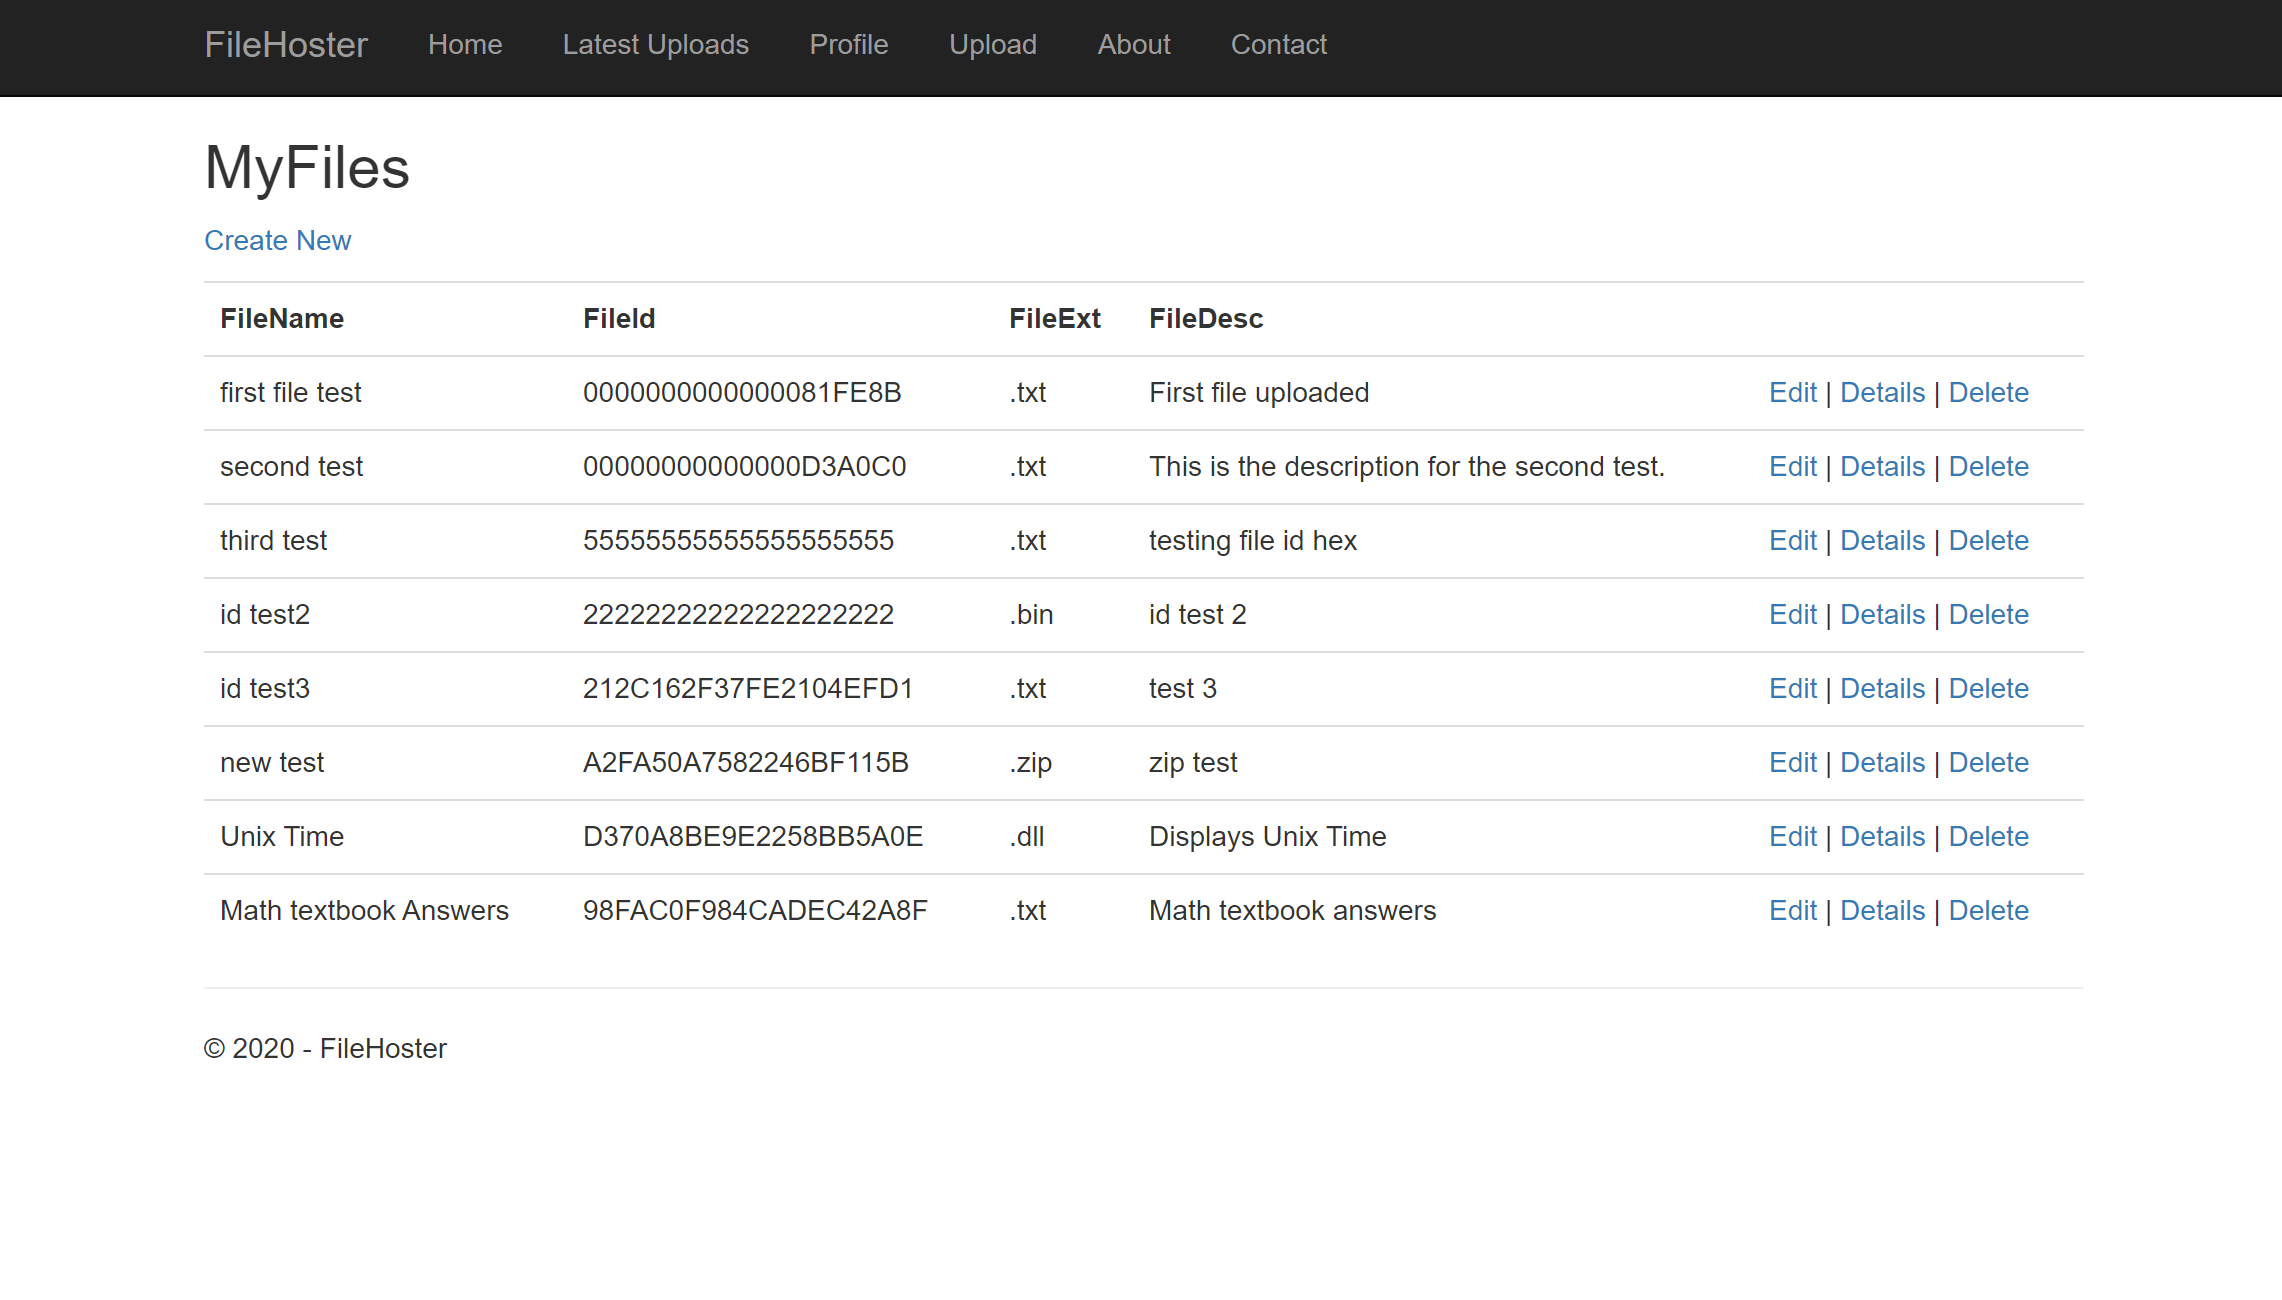 FileHoster Home Latest Uploads Profile Upload About Contact
MyFiles
Create New
FileName FileId FileExt FileDesc
first file test 0000000000000081FE8B .txt First file uploaded Edit | Details | Delete
second test 00000000000000D3A0C0 .txt This is the description for the second test. Edit | Details | Delete
third test 55555555555555555555 .txt testing file id hex Edit | Details | Delete
id test2 22222222222222222222 .bin id test 2 Edit | Details | Delete
id test3 212C162F37FE2104EFD1 .txt test 3 Edit | Details | Delete
new test A2FA50A7582246BF115B .zip zip test Edit | Details | Delete
Unix Time D370A8BE9E2258BB5A0E .dll Displays Unix Time Edit | Details | Delete
Math textbook Answers 98FAC0F984CADEC42A8F .txt Math textbook answers Edit | Details | Delete
© 2020 - FileHoster